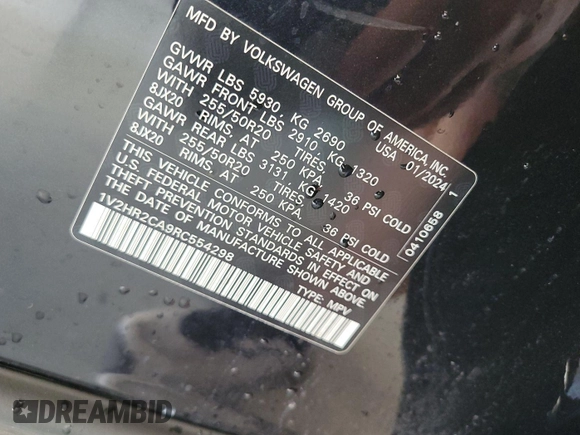 MFD BY VOLKSWAGEN GROUP OF AMERICA INC.
USA 01/2024 1
GVWR LBS 5930 KG 2690
GAWR FRONT LBS 2910 KG 1320
WITH 255/50R20 TIRES
8JX20 RIMS, AT 250 KPA, 36 PSI COLD
GAWR REAR LBS 3131 KG 1420
WITH 255/50R20 TIRES
8JX20 RIMS, AT 250 KPA, 36 PSI COLD
THIS VEHICLE CONFORMS TO ALL APPLICABLE
U.S. FEDERAL MOTOR VEHICLE SAFETY AND
THEFT PREVENTION STANDARDS IN EFFECT ON
THE DATE OF MANUFACTURE SHOWN ABOVE.
1V2HR2CA9RC554298
TYPE: MPV
0410658
DREAMBID